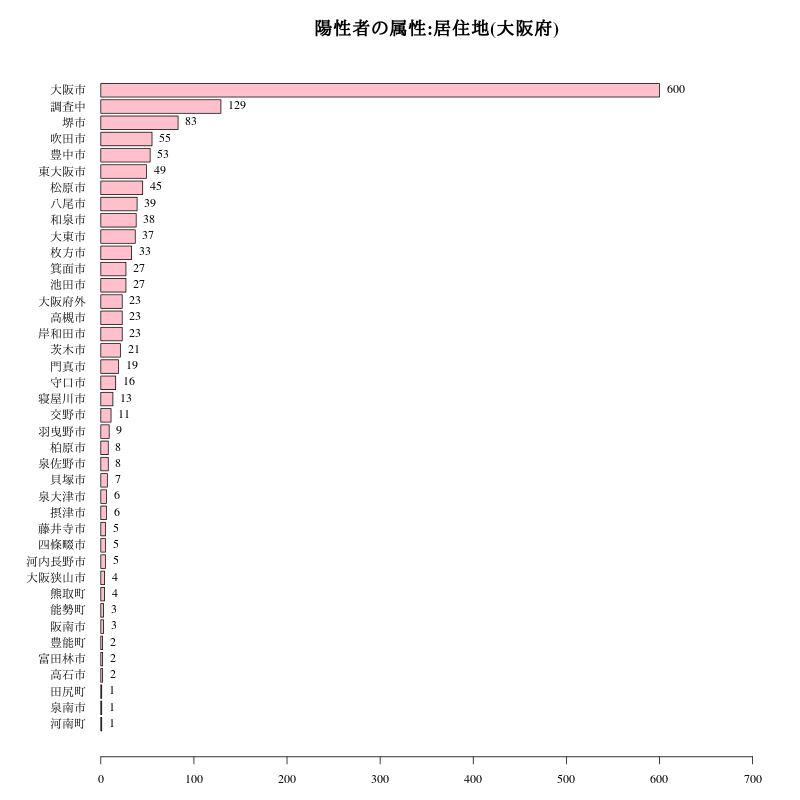 陽性者の属性:居住地(大阪府)
大阪市 600
調査中 129
堺市 83
吹田市 55
豊中市 53
東大阪市 49
松原市 45
八尾市 39
和泉市 38
大東市 37
枚方市 33
箕面市 27
池田市 27
大阪府外 23
高槻市 23
岸和田市 23
茨木市 21
門真市 19
守口市 16
寝屋川市 13
交野市 11
羽曳野市 9
柏原市 8
泉佐野市 8
貝塚市 7
泉大津市 6
摂津市 6
藤井寺市 5
四條畷市 5
河内長野市 5
大阪狭山市 4
熊取町 4
能勢町 3
阪南市 3
豊能町 2
富田林市 2
高石市 2
田尻町 1
泉南市 1
河南町 1
0 100 200 300 400 500 600 700